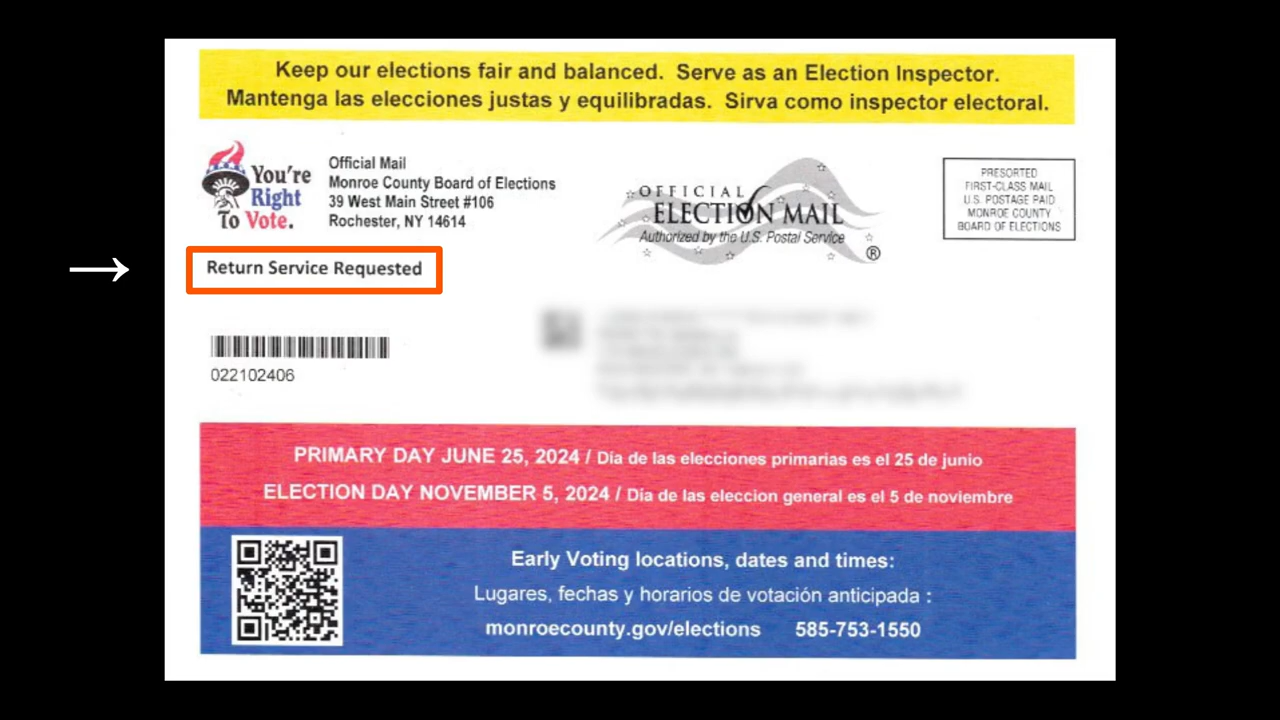 Keep our elections fair and balanced. Serve as an Election Inspector.
Mantenga las elecciones justas y equilibradas. Sirva como inspector electoral.
You're
Right
To Vote.
Official Mail
Monroe County Board of Elections
39 West Main Street #106
Rochester, NY 14614
OFFICIAL
ELECTION MAIL
Authorized by the U.S. Postal Service
®
PRESORTED
FIRST-CLASS MAIL
U.S. POSTAGE PAID
MONROE COUNTY
BOARD OF ELECTIONS
→ Return Service Requested
022102406
PRIMARY DAY JUNE 25, 2024 / Día de las elecciones primarias es el 25 de junio
ELECTION DAY NOVEMBER 5, 2024 / Día de las eleccion general es el 5 de noviembre
Early Voting locations, dates and times:
Lugares, fechas y horarios de votación anticipada :
monroecounty.gov/elections 585-753-1550